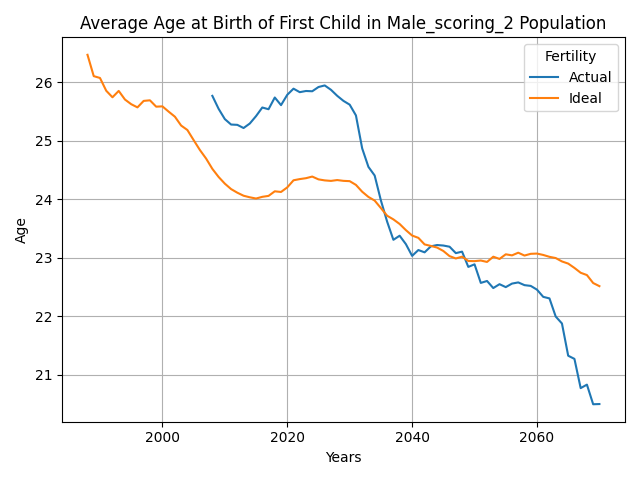 Average Age at Birth of First Child in Male_scoring_2 Population
Fertility
Actual
Ideal
Age
26
25
24
23
22
21
2000
2020
2040
2060
Years